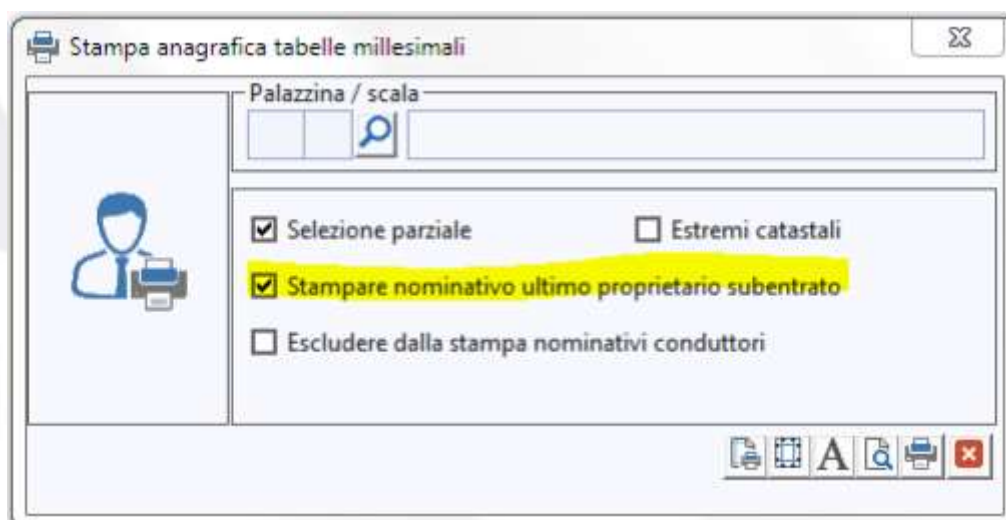 Stampa anagrafica tabelle millesimali
Palazzina / scala
Selezione parziale Estremi catastali
Stampare nominativo ultimo proprietario subentrato
Escludere dalla stampa nominativi conduttori
A